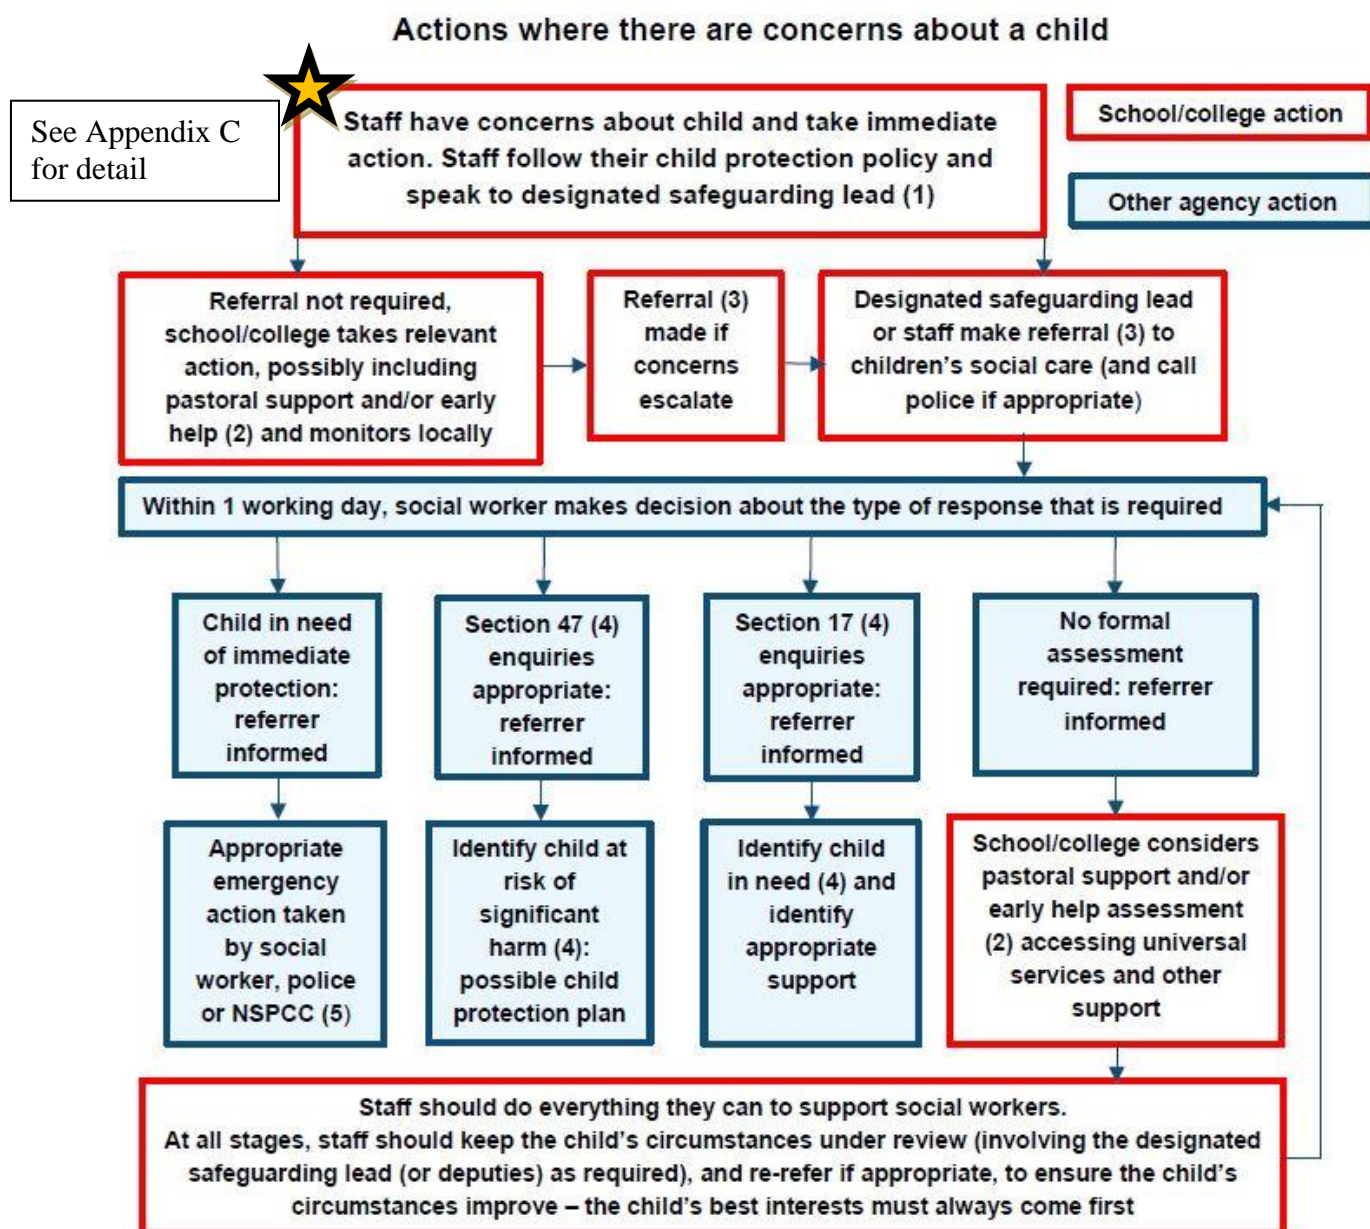 Actions where there are concerns about a child
See Appendix C
for detail
Staff have concerns about child and take immediate
action. Staff follow their child protection policy and
speak to designated safeguarding lead (1)
School/college action
Other agency action
Referral not required,
school/college takes relevant
action, possibly including
pastoral support and/or early
help (2) and monitors locally
Referral (3)
made if
concerns
escalate
Designated safeguarding lead
or staff make referral (3) to
children’s social care (and call
police if appropriate)
Within 1 working day, social worker makes decision about the type of response that is required
Child in need
of immediate
protection:
referrer
informed
Section 47 (4)
enquiries
appropriate:
referrer
informed
Section 17 (4)
enquiries
appropriate:
referrer
informed
No formal
assessment
required: referrer
informed
Appropriate
emergency
action taken
by social
worker, police
or NSPCC (5)
Identify child at
risk of
significant
harm (4):
possible child
protection plan
Identify child
in need (4) and
identify
appropriate
support
School/college considers
pastoral support and/or
early help assessment
(2) accessing universal
services and other
support
Staff should do everything they can to support social workers.
At all stages, staff should keep the child’s circumstances under review (involving the designated
safeguarding lead (or deputies) as required), and re-refer if appropriate, to ensure the child’s
circumstances improve – the child’s best interests must always come first